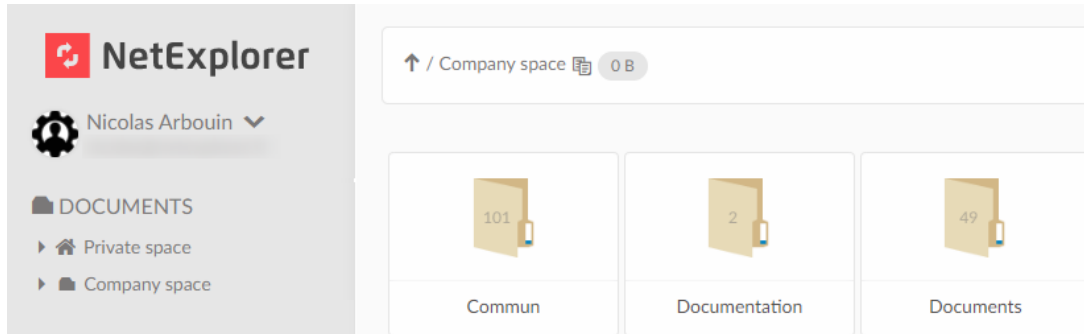 NetExplorer
Nicolas Arbouin
DOCUMENTS
Private space
Company space
/ Company space 0 B
101
2
49
Commun
Documentation
Documents